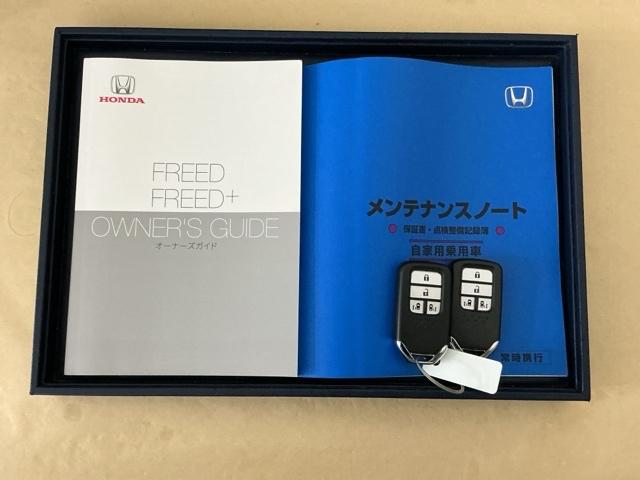 HONDA
FREED
FREED+
OWNER'S GUIDE
オーナーズガイド
メンテナンスノート
保証書・点検整備記録簿
自家用乗用車
常時携行